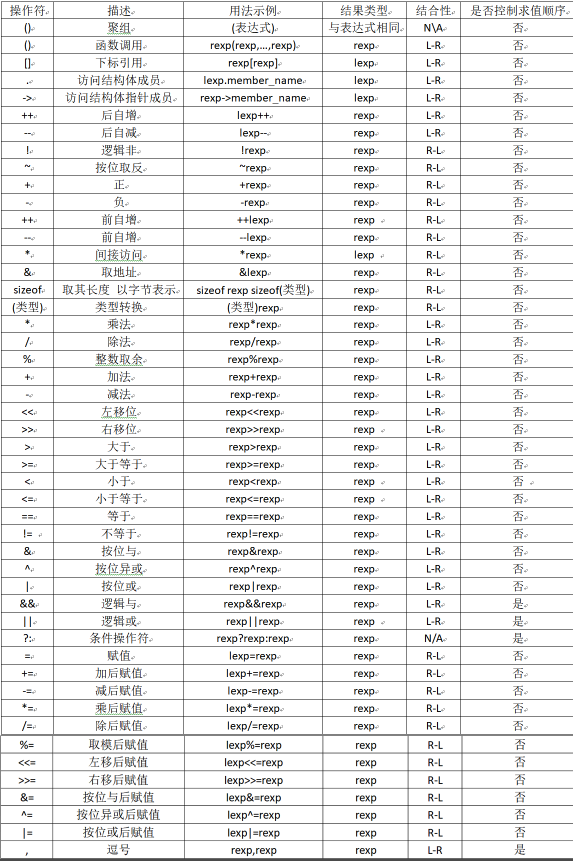 操作符 描述 用法示例 结果类型 结合性 是否控制求值顺序
() 聚组 (表达式) 与表达式相同 N\A 否
() 函数调用 rexp(rexp,...,rexp) rexp L-R 否
[] 下标引用 rexp[rexp] lexp L-R 否
. 访问结构体成员 lexp.member_name lexp L-R 否
-> 访问结构体指针成员 rexp->member_name lexp L-R 否
++ 后自增 lexp++ rexp L-R 否
-- 后自减 lexp-- rexp L-R 否
! 逻辑非 !rexp rexp R-L 否
~ 按位取反 ~rexp rexp R-L 否
+ 正 +rexp rexp R-L 否
- 负 -rexp rexp R-L 否
++ 前自增 ++lexp rexp R-L 否
-- 前自增 --lexp rexp R-L 否
* 间接访问 *rexp lexp R-L 否
& 取地址 &lexp rexp R-L 否
sizeof 取其长度 以字节表示 sizeof rexp sizeof(类型) rexp R-L 否
(类型) 类型转换 (类型)rexp rexp R-L 否
* 乘法 rexp*rexp rexp L-R 否
/ 除法 rexp/rexp rexp L-R 否
% 整数取余 rexp%rexp rexp L-R 否
+ 加法 rexp+rexp rexp L-R 否
- 减法 rexp-rexp rexp L-R 否
<< 左移位 rexp<<rexp rexp L-R 否
>> 右移位 rexp>>rexp rexp L-R 否
> 大于 rexp>rexp rexp L-R 否
>= 大于等于 rexp>=rexp rexp L-R 否
< 小于 rexp<rexp rexp L-R 否
<= 小于等于 rexp<=rexp rexp L-R 否
== 等于 rexp==rexp rexp L-R 否
!= 不等于 rexp!=rexp rexp L-R 否
& 按位与 rexp&rexp rexp L-R 否
^ 按位异或 rexp^rexp rexp L-R 否
| 按位或 rexp|rexp rexp L-R 否
&& 逻辑与 rexp&&rexp rexp L-R 是
|| 逻辑或 rexp||rexp rexp L-R 是
?: 条件操作符 rexp?rexp:rexp rexp N/A 是
= 赋值 lexp=rexp rexp R-L 否
+= 加后赋值 lexp+=rexp rexp R-L 否
-= 减后赋值 lexp-=rexp rexp R-L 否
*= 乘后赋值 lexp*=rexp rexp R-L 否
/= 除后赋值 lexp/=rexp rexp R-L 否
%= 取模后赋值 lexp%=rexp rexp R-L 否
<<= 左移后赋值 lexp<<=rexp rexp R-L 否
>>= 右移后赋值 lexp>>=rexp rexp R-L 否
&= 按位与后赋值 lexp&=rexp rexp R-L 否
^= 按位异或后赋值 lexp^=rexp rexp R-L 否
|= 按位或后赋值 lexp|=rexp rexp R-L 否
, 逗号 rexp,rexp rexp L-R 是